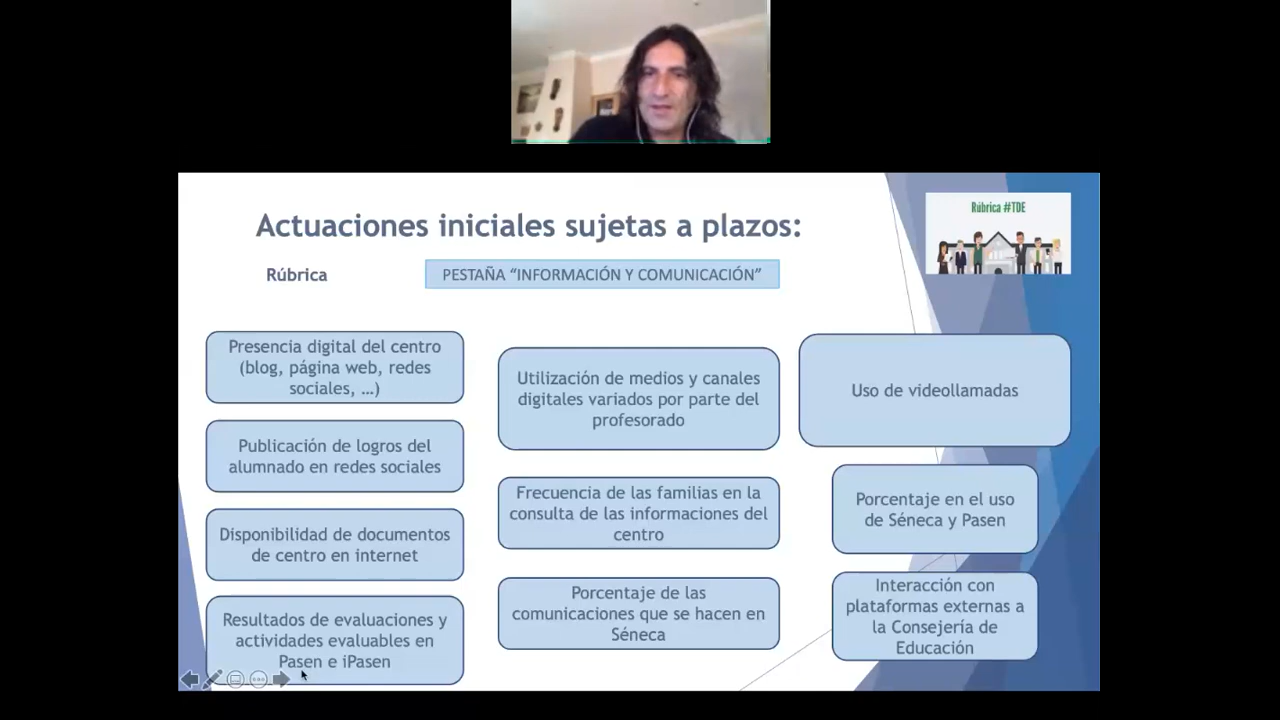 Actuaciones iniciales sujetas a plazos:
Rúbrica #TDE
Rúbrica
PESTAÑA “INFORMACIÓN Y COMUNICACIÓN”
Presencia digital del centro
(blog, página web, redes
sociales, …)
Publicación de logros del
alumnado en redes sociales
Disponibilidad de documentos
de centro en internet
Resultados de evaluaciones y
actividades evaluables en
Pasen e iPasen
Utilización de medios y canales
digitales variados por parte del
profesorado
Frecuencia de las familias en la
consulta de las informaciones del
centro
Porcentaje de las
comunicaciones que se hacen en
Séneca
Uso de videollamadas
Porcentaje en el uso
de Séneca y Pasen
Interacción con
plataformas externas a
la Consejería de
Educación